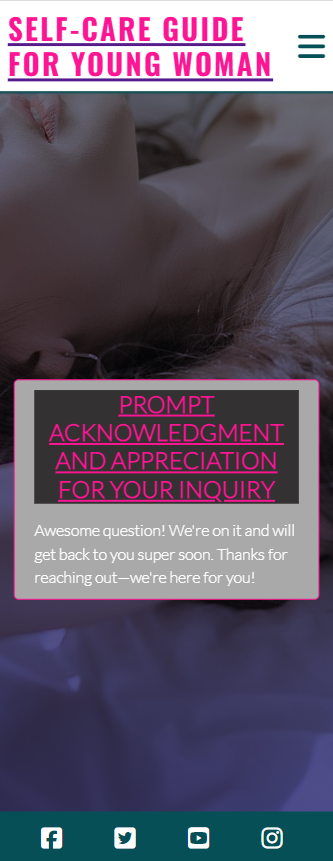 SELF-CARE GUIDE
FOR YOUNG WOMAN
PROMPT
ACKNOWLEDGMENT
AND APPRECIATION
FOR YOUR INQUIRY
Awesome question! We're on it and will
get back to you super soon. Thanks for
reaching out—we're here for you!